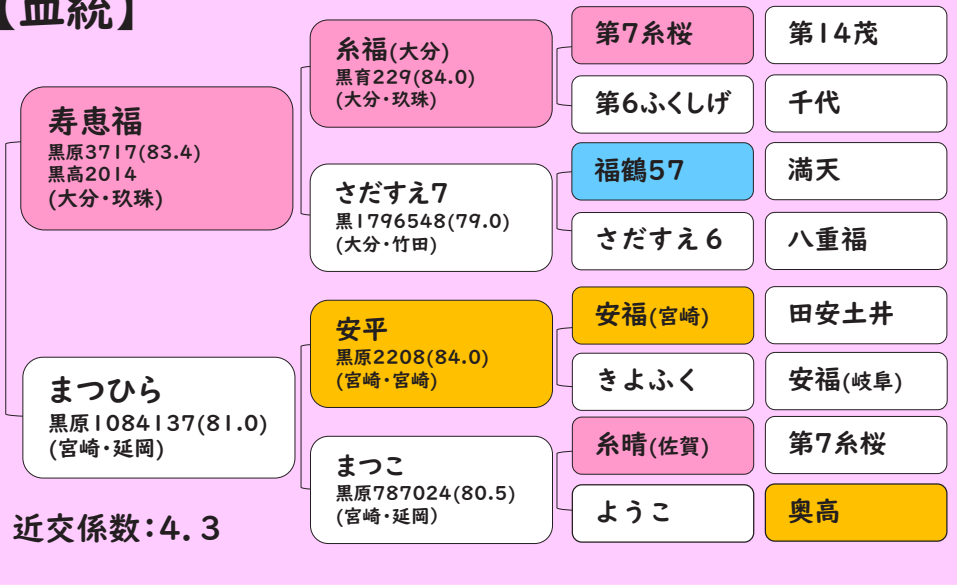 【血統】
寿恵福
黒原3717(83.4)
黒高2014
(大分・玖珠)
まつひら
黒原1084137(81.0)
(宮崎・延岡)
糸福(大分)
黒育229(84.0)
(大分・玖珠)
さだすえ7
黒1796548(79.0)
(大分・竹田)
安平
黒原2208(84.0)
(宮崎・宮崎)
まつこ
黒原787024(80.5)
(宮崎・延岡)
第7糸桜
第6ふくしげ
福鶴57
さだすえ6
安福(宮崎)
きよふく
糸晴(佐賀)
ようこ
第14茂
千代
満天
八重福
田安土井
安福(岐阜)
第7糸桜
奥高
近交係数:4.3